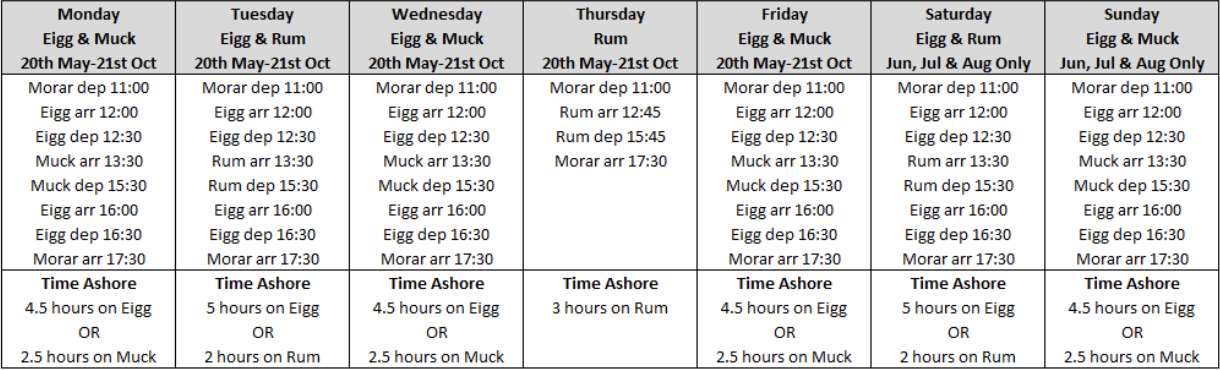 Monday Tuesday Wednesday Thursday Friday Saturday Sunday
Eigg & Muck Eigg & Rum Eigg & Muck Rum Eigg & Muck Eigg & Rum Eigg & Muck
20th May-21st Oct 20th May-21st Oct 20th May-21st Oct 20th May-21st Oct 20th May-21st Oct Jun, Jul & Aug Only Jun, Jul & Aug Only
Morar dep 11:00 Morar dep 11:00 Morar dep 11:00 Morar dep 11:00 Morar dep 11:00 Morar dep 11:00 Morar dep 11:00
Eigg arr 12:00 Eigg arr 12:00 Eigg arr 12:00 Rum arr 12:45 Eigg arr 12:00 Eigg arr 12:00 Eigg arr 12:00
Eigg dep 12:30 Eigg dep 12:30 Eigg dep 12:30 Rum dep 15:45 Eigg dep 12:30 Eigg dep 12:30 Eigg dep 12:30
Muck arr 13:30 Rum arr 13:30 Muck arr 13:30 Morar arr 17:30 Muck arr 13:30 Rum arr 13:30 Muck arr 13:30
Muck dep 15:30 Rum dep 15:30 Muck dep 15:30 Muck dep 15:30 Rum dep 15:30 Muck dep 15:30
Eigg arr 16:00 Eigg arr 16:00 Eigg arr 16:00 Eigg arr 16:00 Eigg arr 16:00 Eigg arr 16:00
Eigg dep 16:30 Eigg dep 16:30 Eigg dep 16:30 Eigg dep 16:30 Eigg dep 16:30 Eigg dep 16:30
Morar arr 17:30 Morar arr 17:30 Morar arr 17:30 Morar arr 17:30 Morar arr 17:30 Morar arr 17:30
Time Ashore Time Ashore Time Ashore Time Ashore Time Ashore Time Ashore Time Ashore
4.5 hours on Eigg 5 hours on Eigg 4.5 hours on Eigg 3 hours on Rum 4.5 hours on Eigg 5 hours on Eigg 4.5 hours on Eigg
OR OR OR OR OR OR
2.5 hours on Muck 2 hours on Rum 2.5 hours on Muck 2.5 hours on Muck 2 hours on Rum 2.5 hours on Muck